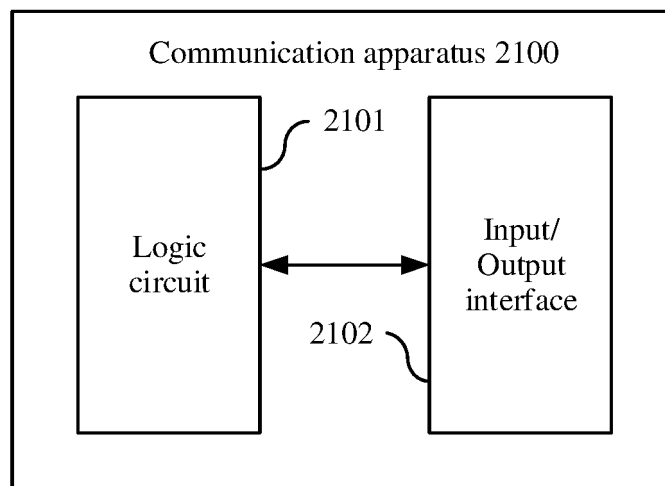 Communication apparatus 2100
2101
Logic
circuit
Input/
Output
interface
2102